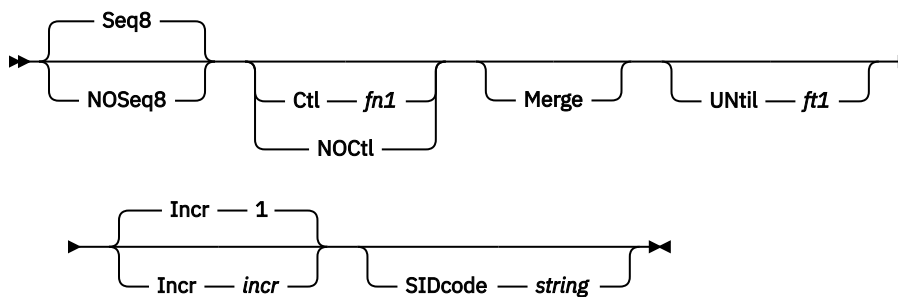 Seq8
NOSeq8
Ctl fn1
NOCtl
Merge
UNtil ft1
Incr 1
Incr incr
SIDcode string